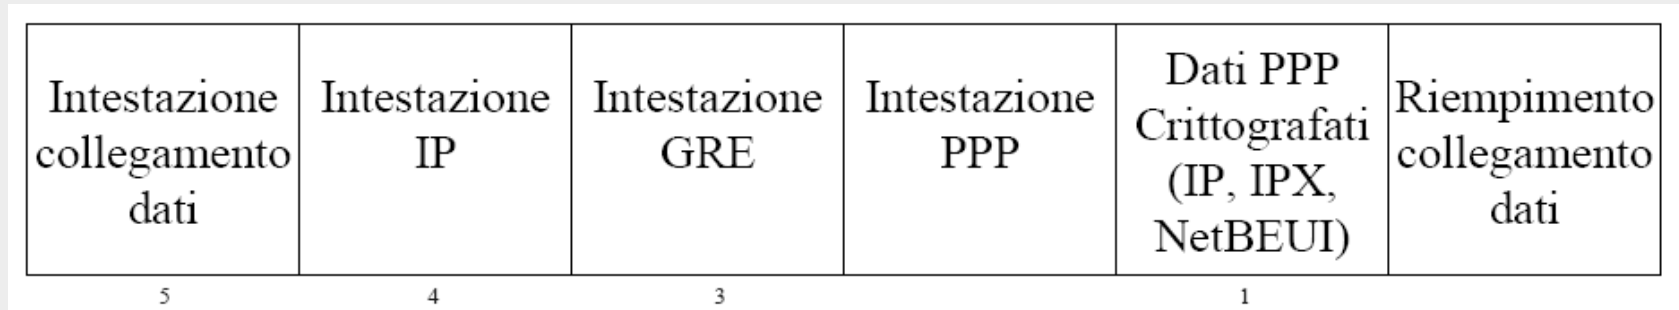 Intestazione
collegamento
dati
Intestazione
IP
Intestazione
GRE
Intestazione
PPP
Dati PPP
Crittografati
(IP, IPX,
NetBEUI)
Riempimento
collegamento
dati
5
4
3
1